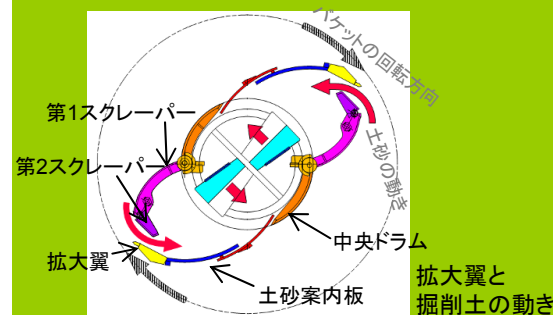 バケットの回転方向
第1スクレーパー
土砂の動き
第2スクレーパー
中央ドラム
拡大翼
土砂案内板
拡大翼と
掘削土の動き